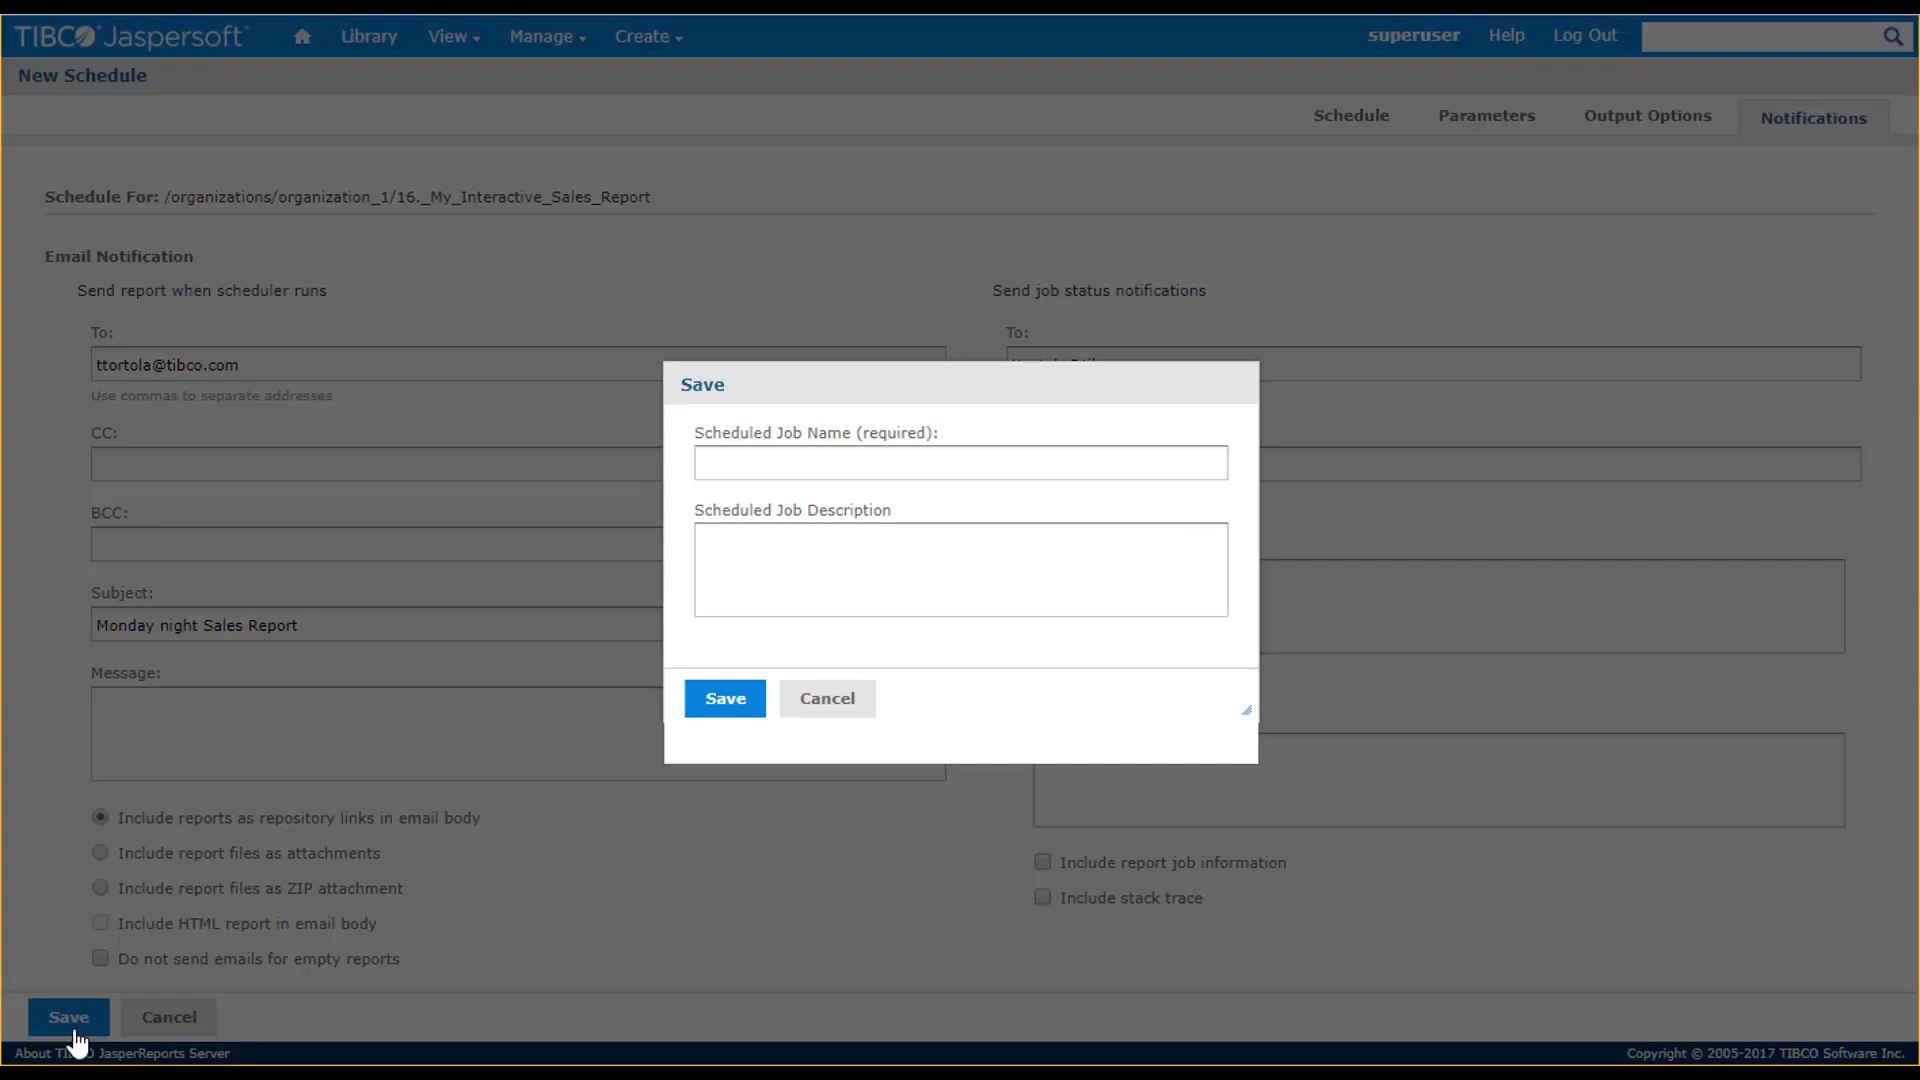 TIBCO Jaspersoft
Library View Manage Create superuser Help Log Out
New Schedule
Schedule Parameters Output Options Notifications
Schedule For: /organizations/organization_1/16._My_Interactive_Sales_Report
Email Notification
Send report when scheduler runs
To:
ttortola@tibco.com
Use commas to separate addresses
CC:
BCC:
Subject:
Monday night Sales Report
Message:
Include reports as repository links in email body
Include report files as attachments
Include report files as ZIP attachment
Include HTML report in email body
Do not send emails for empty reports
Send job status notifications
To:
Include report job information
Include stack trace
Save
Scheduled Job Name (required):
Scheduled Job Description
Save Cancel
Save Cancel
About JasperReports Server
Copyright © 2005-2017 TIBCO Software Inc.